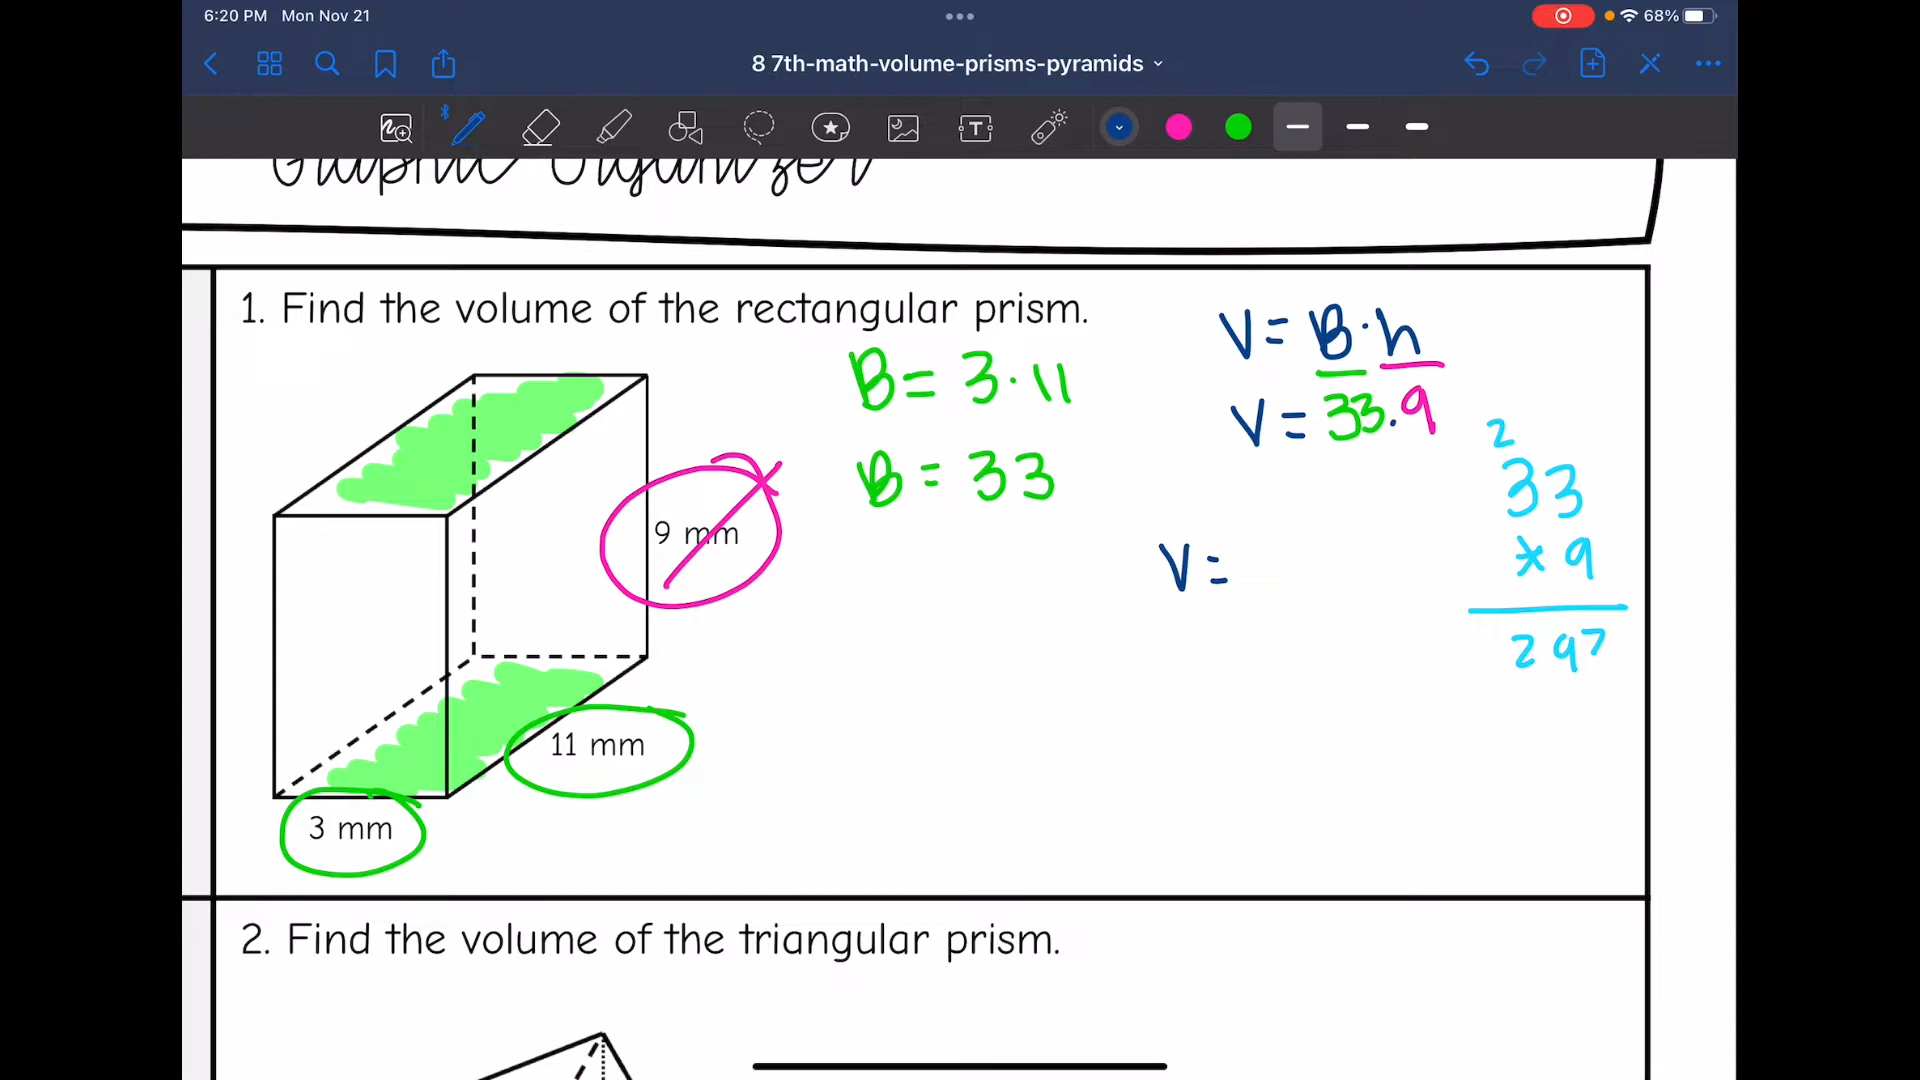 6:20 PM Mon Nov 21
68%
8 7th-math-volume-prisms-pyramids
Graphic Organizer
1. Find the volume of the rectangular prism.
V = B · h
B = 3 · 11
V = 33 · 9
B = 33
2
33
* 9
297
9 mm
V =
11 mm
3 mm
2. Find the volume of the triangular prism.